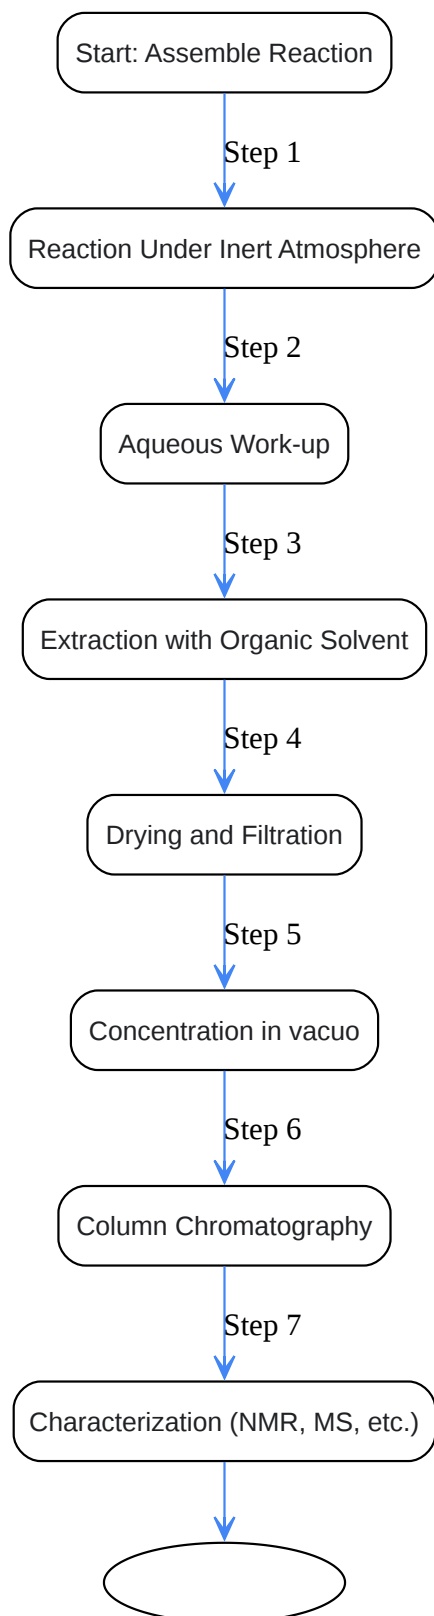 Start: Assemble Reaction
Step 1
Reaction Under Inert Atmosphere
Step 2
Aqueous Work-up
Step 3
Extraction with Organic Solvent
Step 4
Drying and Filtration
Step 5
Concentration in vacuo
Step 6
Column Chromatography
Step 7
Characterization (NMR, MS, etc.)